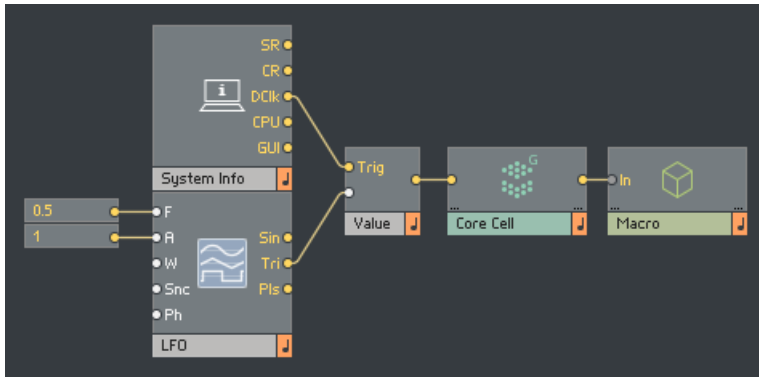 SR
CR
DClk
CPU
GUI
System Info
i
0.5
1
F
A
W
Snc
Ph
Sin
Tri
Pls
LFO
Trig
Value
G
...
...
Core Cell
In
...
...
Macro